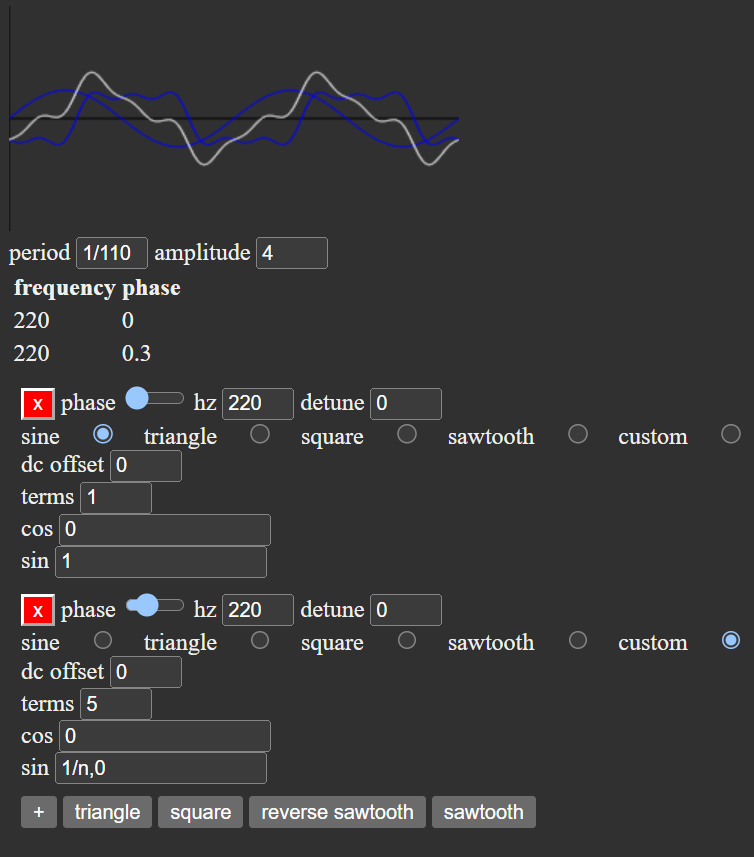 period 1/110 amplitude 4
frequency phase
220 0
220 0.3
x phase hz 220 detune 0
sine triangle square sawtooth custom
dc offset 0
terms 1
cos 0
sin 1
x phase hz 220 detune 0
sine triangle square sawtooth custom
dc offset 0
terms 5
cos 0
sin 1/n,0
+ triangle square reverse sawtooth sawtooth